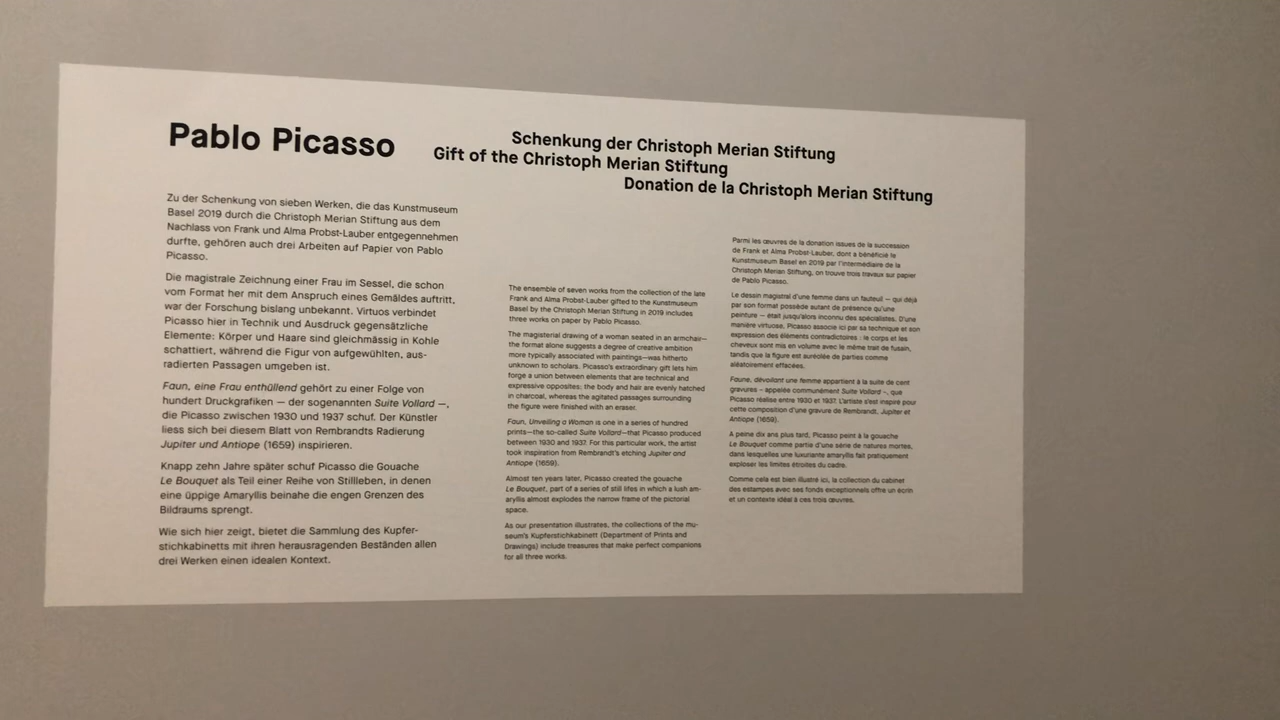 Pablo Picasso
Schenkung der Christoph Merian Stiftung
Gift of the Christoph Merian Stiftung
Donation de la Christoph Merian Stiftung
Zu der Schenkung von sieben Werken, die das Kunstmuseum
Basel 2019 durch die Christoph Merian Stiftung aus dem
Nachlass von Frank und Alma Probst-Lauber entgegennehmen
durfte, gehören auch drei Arbeiten auf Papier von Pablo
Picasso.
Die magistrale Zeichnung einer Frau im Sessel, die schon
vom Format her mit dem Anspruch eines Gemäldes auftritt,
war der Forschung bislang unbekannt. Virtuos verbindet
Picasso hier in Technik und Ausdruck gegensätzliche
Elemente: Körper und Haare sind gleichmässig in Kohle
schattiert, während die Figur von aufgewühlten, aus-
radierten Passagen umgeben ist.
Faun, eine Frau enthüllend gehört zu einer Folge von
hundert Druckgrafiken – der sogenannten Suite Vollard –,
die Picasso zwischen 1930 und 1937 schuf. Der Künstler
liess sich bei diesem Blatt von Rembrandts Radierung
Jupiter und Antiope (1659) inspirieren.
Knapp zehn Jahre später schuf Picasso die Gouache
Le Bouquet als Teil einer Reihe von Stillleben, in denen
eine üppige Amaryllis beinahe die engen Grenzen des
Bildraums sprengt.
Wie sich hier zeigt, bietet die Sammlung des Kupfer-
stichkabinetts mit ihren herausragenden Beständen allen
drei Werken einen idealen Kontext.
The ensemble of seven works from the collection of the late
Frank and Alma Probst-Lauber gifted to the Kunstmuseum
Basel by the Christoph Merian Stiftung in 2019 includes
three works on paper by Pablo Picasso.
The magisterial drawing of a woman seated in an armchair—
the format alone suggests a degree of creative ambition
more typically associated with paintings—was hitherto
unknown to scholars. Picasso's extraordinary gift lets him
forge a union between elements that are technical and
expressive opposites: the body and hair are evenly hatched
in charcoal, whereas the agitated passages surrounding
the figure were finished with an eraser.
Faun, Unveiling a Woman is one in a series of hundred
prints—the so-called Suite Vollard—that Picasso produced
between 1930 and 1937. For this particular work, the artist
took inspiration from Rembrandt's etching Jupiter and
Antiope (1659).
Almost ten years later, Picasso created the gouache
Le Bouquet, part of a series of still lifes in which a lush am-
aryllis almost explodes the narrow frame of the pictorial
space.
As our presentation illustrates, the collections of the mu-
seum's Kupferstichkabinett (Department of Prints and
Drawings) include treasures that make perfect companions
for all three works.
Parmi les œuvres de la donation issues de la succession
de Frank et Alma Probst-Lauber, dont a bénéficié le
Kunstmuseum Basel en 2019 par l'intermédiaire de la
Christoph Merian Stiftung, on trouve trois travaux sur papier
de Pablo Picasso.
Le dessin magistral d'une femme dans un fauteuil — qui déjà
par son format possède autant de présence qu'une
peinture — était jusqu'alors inconnu des spécialistes. D'une
manière virtuose, Picasso associe ici par sa technique et son
expression des éléments contradictoires : le corps et les
cheveux sont mis en volume avec le même trait de fusain,
tandis que la figure est auréolée de parties comme
aléatoirement effacées.
Faune, dévoilant une femme appartient à la suite de cent
gravures – appelée communément Suite Vollard –, que
Picasso réalise entre 1930 et 1937. L'artiste s'est inspiré pour
cette composition d'une gravure de Rembrandt, Jupiter et
Antiope (1659).
A peine dix ans plus tard, Picasso peint à la gouache
Le Bouquet comme partie d'une série de natures mortes,
dans lesquelles une luxuriante amaryllis fait pratiquement
exploser les limites étroites du cadre.
Comme cela est bien illustré ici, la collection du cabinet
des estampes avec ses fonds exceptionnels offre un écrin
et un contexte idéal à ces trois œuvres.